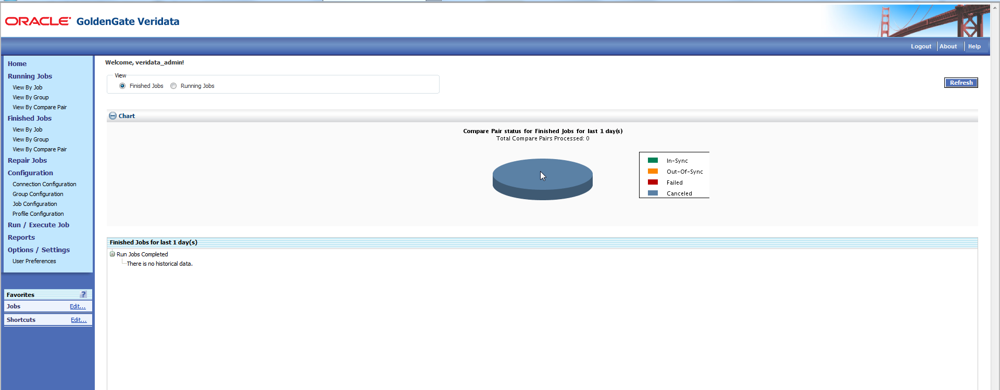 ORACLE GoldenGate Veridata
Logout About Help
Home
Running Jobs
View By Job
View By Group
View By Compare Pair
Finished Jobs
View By Job
View By Group
View By Compare Pair
Repair Jobs
Configuration
Connection Configuration
Group Configuration
Job Configuration
Profile Configuration
Run / Execute Job
Reports
Options / Settings
User Preferences
Favorites ?
Jobs Edit...
Shortcuts Edit...
Welcome, veridata_admin!
View
Finished Jobs Running Jobs
Refresh
Chart
Compare Pair status for Finished Jobs for last 1 day(s)
Total Compare Pairs Processed: 0
In-Sync
Out-Of-Sync
Failed
Canceled
Finished Jobs for last 1 day(s)
Run Jobs Completed
There is no historical data.